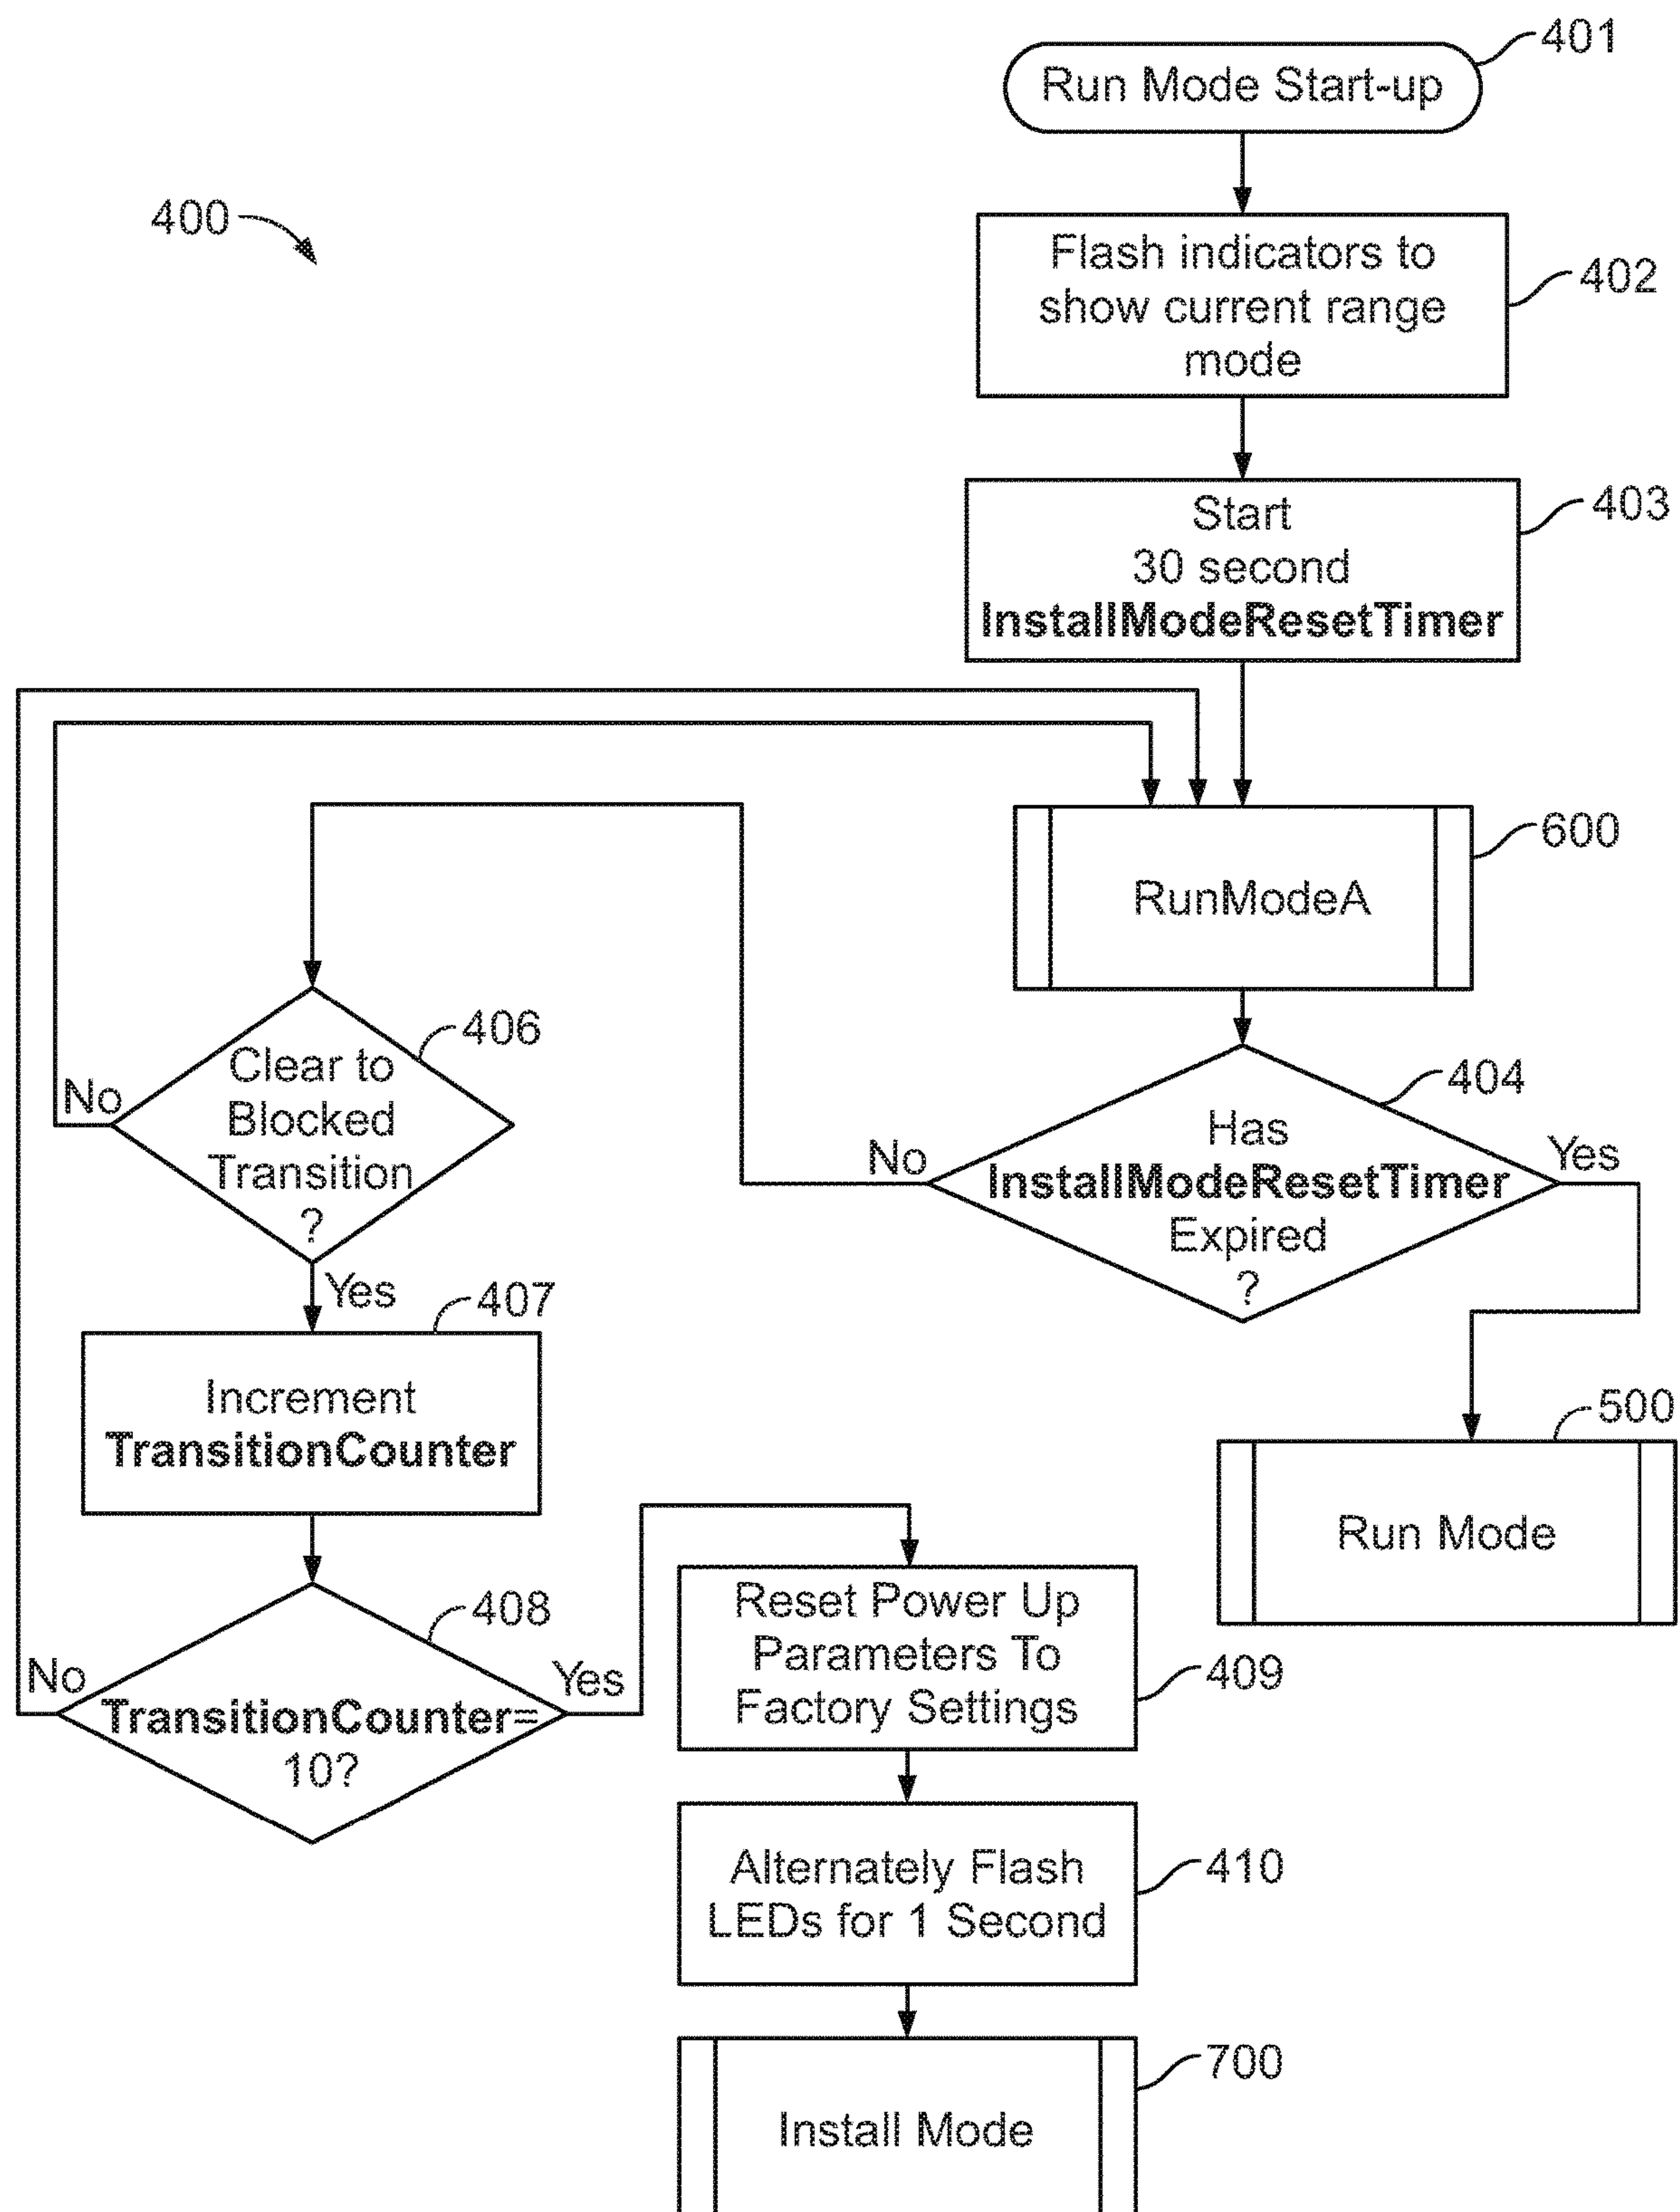 401
Run Mode Start-up
400
Flash indicators to
show current range
mode
402
Start
30 second
InstallModeResetTimer
403
RunModeA
600
Clear to
Blocked
Transition
?
406
No
Yes
Has
InstallModeResetTimer
Expired
?
404
No
Yes
Increment
TransitionCounter
407
Run Mode
500
TransitionCounter=
10?
408
No
Yes
Reset Power Up
Parameters To
Factory Settings
409
Alternately Flash
LEDs for 1 Second
410
Install Mode
700